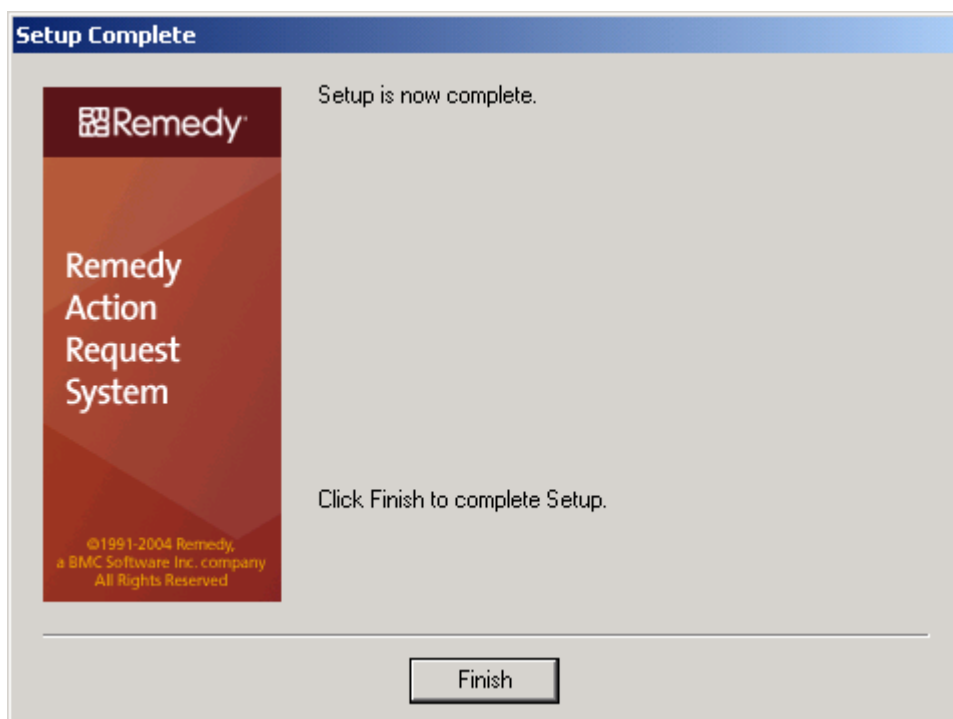 Setup Complete
Remedy
Setup is now complete.
Remedy
Action
Request
System
Click Finish to complete Setup.
©1991-2004 Remedy,
a BMC Software Inc. company
All Rights Reserved
Finish